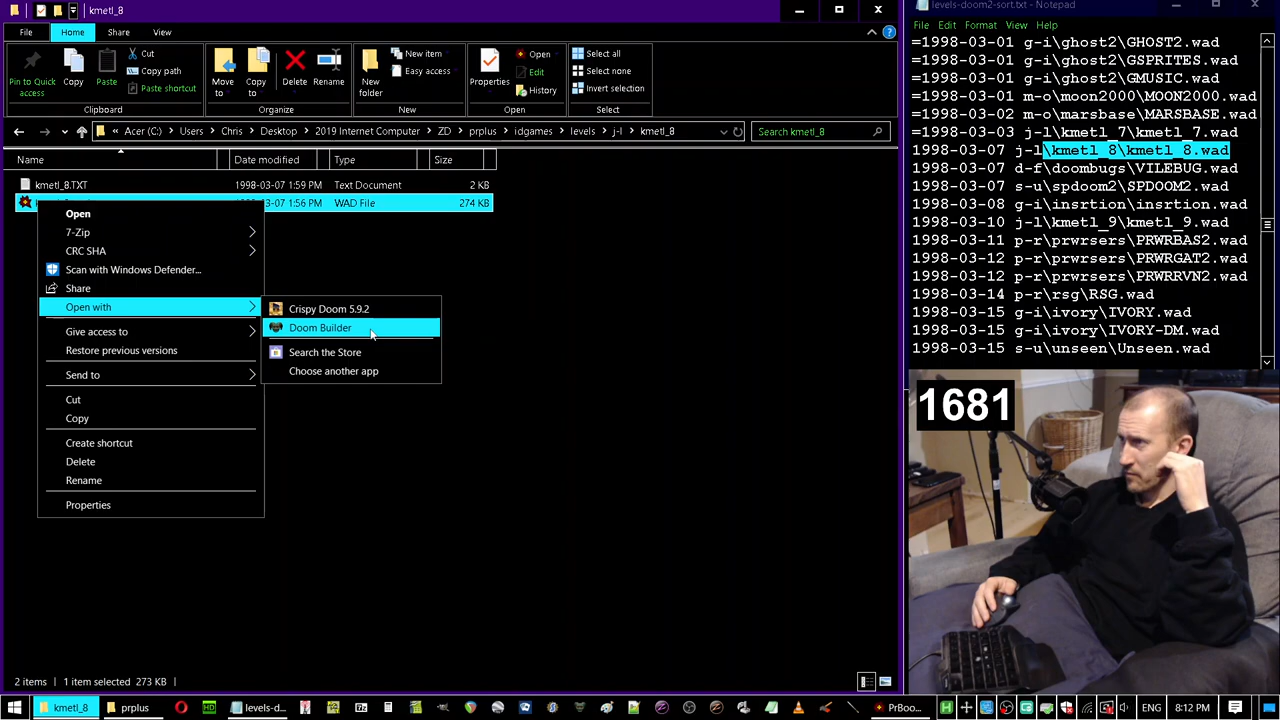 kmetl_8
File Home Share View
Pin to Quick access
Copy
Paste
Cut
Copy path
Paste shortcut
Clipboard
Move to
Copy to
Delete
Rename
Organize
New folder
New item
Easy access
New
Properties
Open
Edit
History
Open
Select all
Select none
Invert selection
Select
Acer (C:) > Users > Chris > Desktop > 2019 Internet Computer > ZD > prplus > idgames > levels > j-l > kmetl_8
Search kmetl_8
Name Date modified Type Size
kmetl_8.TXT 1998-03-07 1:59 PM Text Document 2 KB
-03-07 1:56 PM WAD File 274 KB
Open
7-Zip
CRC SHA
Scan with Windows Defender...
Share
Open with
Give access to
Restore previous versions
Send to
Cut
Copy
Create shortcut
Delete
Rename
Properties
Crispy Doom 5.9.2
Doom Builder
Search the Store
Choose another app
2 items 1 item selected 273 KB
levels-doom2-sort.txt - Notepad
File Edit Format View Help
=1998-03-01 g-i\ghost2\GHOST2.wad
=1998-03-01 g-i\ghost2\GSPRITES.wad
=1998-03-01 g-i\ghost2\GMUSIC.wad
=1998-03-01 m-o\moon2000\MOON2000.wad
=1998-03-02 m-o\marsbase\MARSBASE.wad
=1998-03-03 j-l\kmetl_7\kmetl_7.wad
1998-03-07 j-l\kmetl_8\kmetl_8.wad
1998-03-07 d-f\doombugs\VILEBUG.wad
1998-03-08 s-u\spdoom2\SPDOOM2.wad
1998-03-08 g-i\insrtion\insrtion.wad
1998-03-10 j-l\kmetl_9\kmetl_9.wad
1998-03-11 p-r\prwrsers\PRWRBAS2.wad
1998-03-12 p-r\prwrsers\PRWRGAT2.wad
1998-03-12 p-r\prwrsers\PRWRRVN2.wad
1998-03-14 p-r\rsg\RSG.wad
1998-03-15 g-i\ivory\IVORY.wad
1998-03-15 g-i\ivory\IVORY-DM.wad
1998-03-15 s-u\unseen\Unseen.wad
1681
kmetl_8 prplus levels-d... PrBoo... ENG 8:12 PM